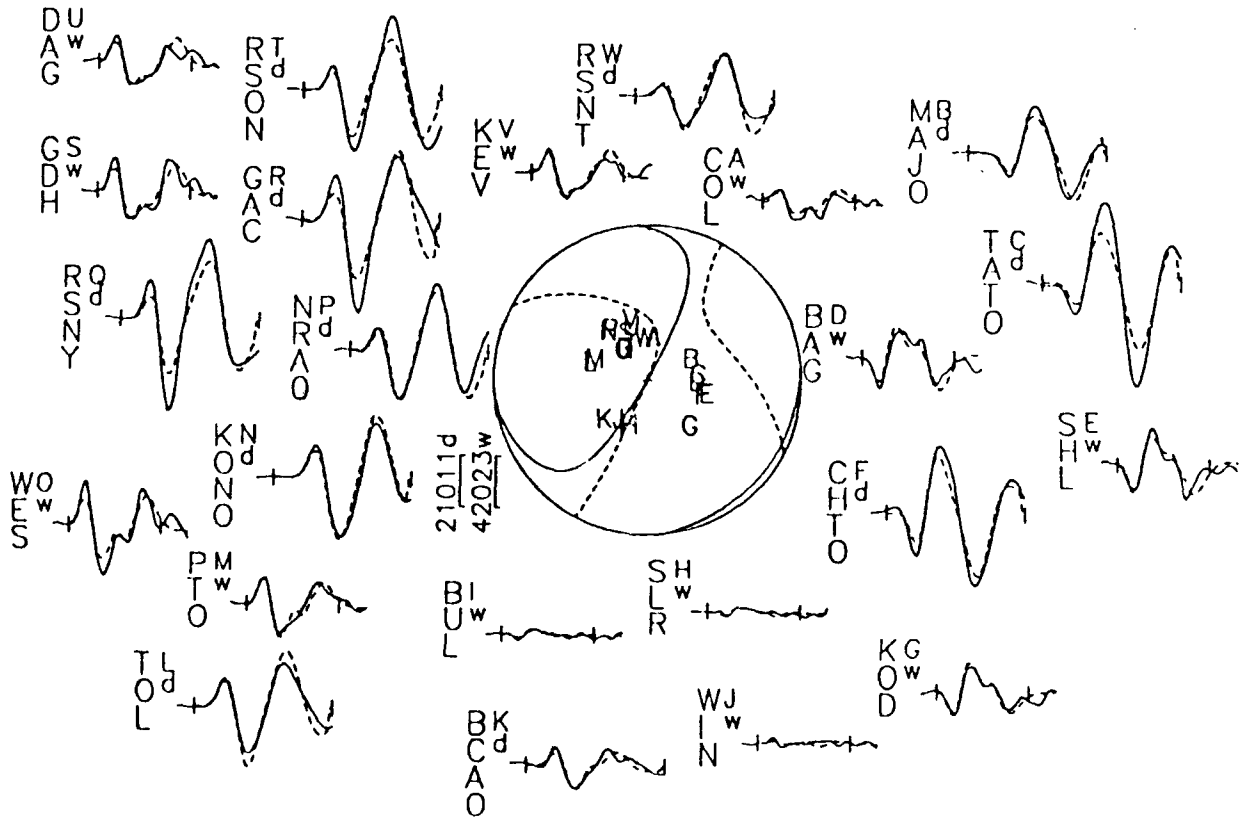 DAG U w
RSON T d
RSNT W d
MAJO B d
KEV V w
COL A w
GDH S w
GAC R d
TATO C d
RSNY Q d
NRAO P d
BAG D w
KONO N d
SHL E w
CHTO F d
WES O w
21011d
42023w
PTO M w
BUL I w
SLR H w
TOL L d
KOD G w
BCAO K d
WIN J w
M
B
E
G
K